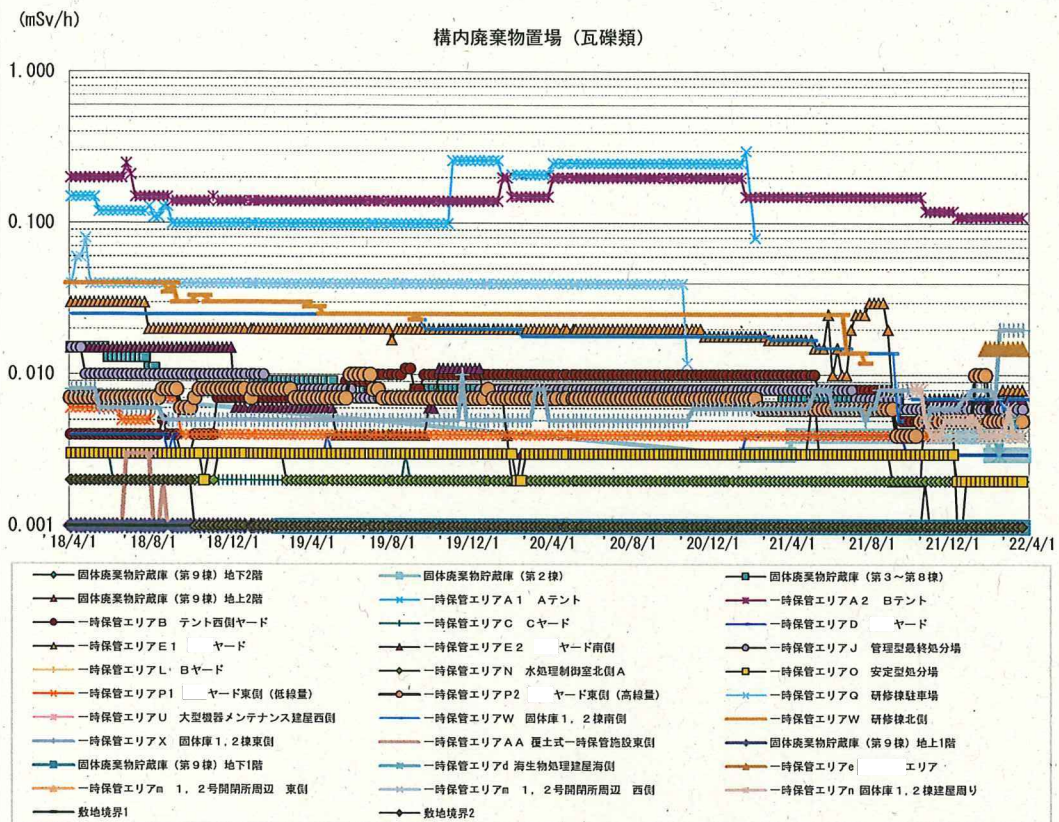 (mSv/h)
構内廃棄物置場（瓦礫類）
1.000
0.100
0.010
0.001
'18/4/1 '18/8/1 '18/12/1 '19/4/1 '19/8/1 '19/12/1 '20/4/1 '20/8/1 '20/12/1 '21/4/1 '21/8/1 '21/12/1 '22/4/1
固体廃棄物貯蔵庫（第９棟）地下2階 固体廃棄物貯蔵庫（第２棟） 固体廃棄物貯蔵庫（第３～第８棟）
固体廃棄物貯蔵庫（第９棟）地上2階 一時保管エリアＡ１ Ａテント 一時保管エリアＡ２ Ｂテント
一時保管エリアＢ テント西側ヤード 一時保管エリアＣ Ｃヤード 一時保管エリアＤ ヤード
一時保管エリアＥ１ ヤード 一時保管エリアＥ２ ヤード南側 一時保管エリアＪ 管理型最終処分場
一時保管エリアＬ Ｂヤード 一時保管エリアＮ 水処理制御室北側Ａ 一時保管エリアＯ 安定型処分場
一時保管エリアＰ１ ヤード東側（低線量） 一時保管エリアＰ２ ヤード東側（高線量） 一時保管エリアＱ 研修棟駐車場
一時保管エリアＵ 大型機器メンテナンス建屋西側 一時保管エリアＷ 固体庫１，２棟南側 一時保管エリアＷ 研修棟北側
一時保管エリアＸ 固体庫１，２棟東側 一時保管エリアＡＡ 覆土式一時保管施設東側 固体廃棄物貯蔵庫（第９棟）地上1階
固体廃棄物貯蔵庫（第９棟）地下1階 一時保管エリアｄ 海生物処理建屋海側 一時保管エリアｅ エリア
一時保管エリアｍ １，２号開閉所周辺 東側 一時保管エリアｍ １，２号開閉所周辺 西側 一時保管エリアｎ 固体庫１，２棟建屋周り
敷地境界1 敷地境界2